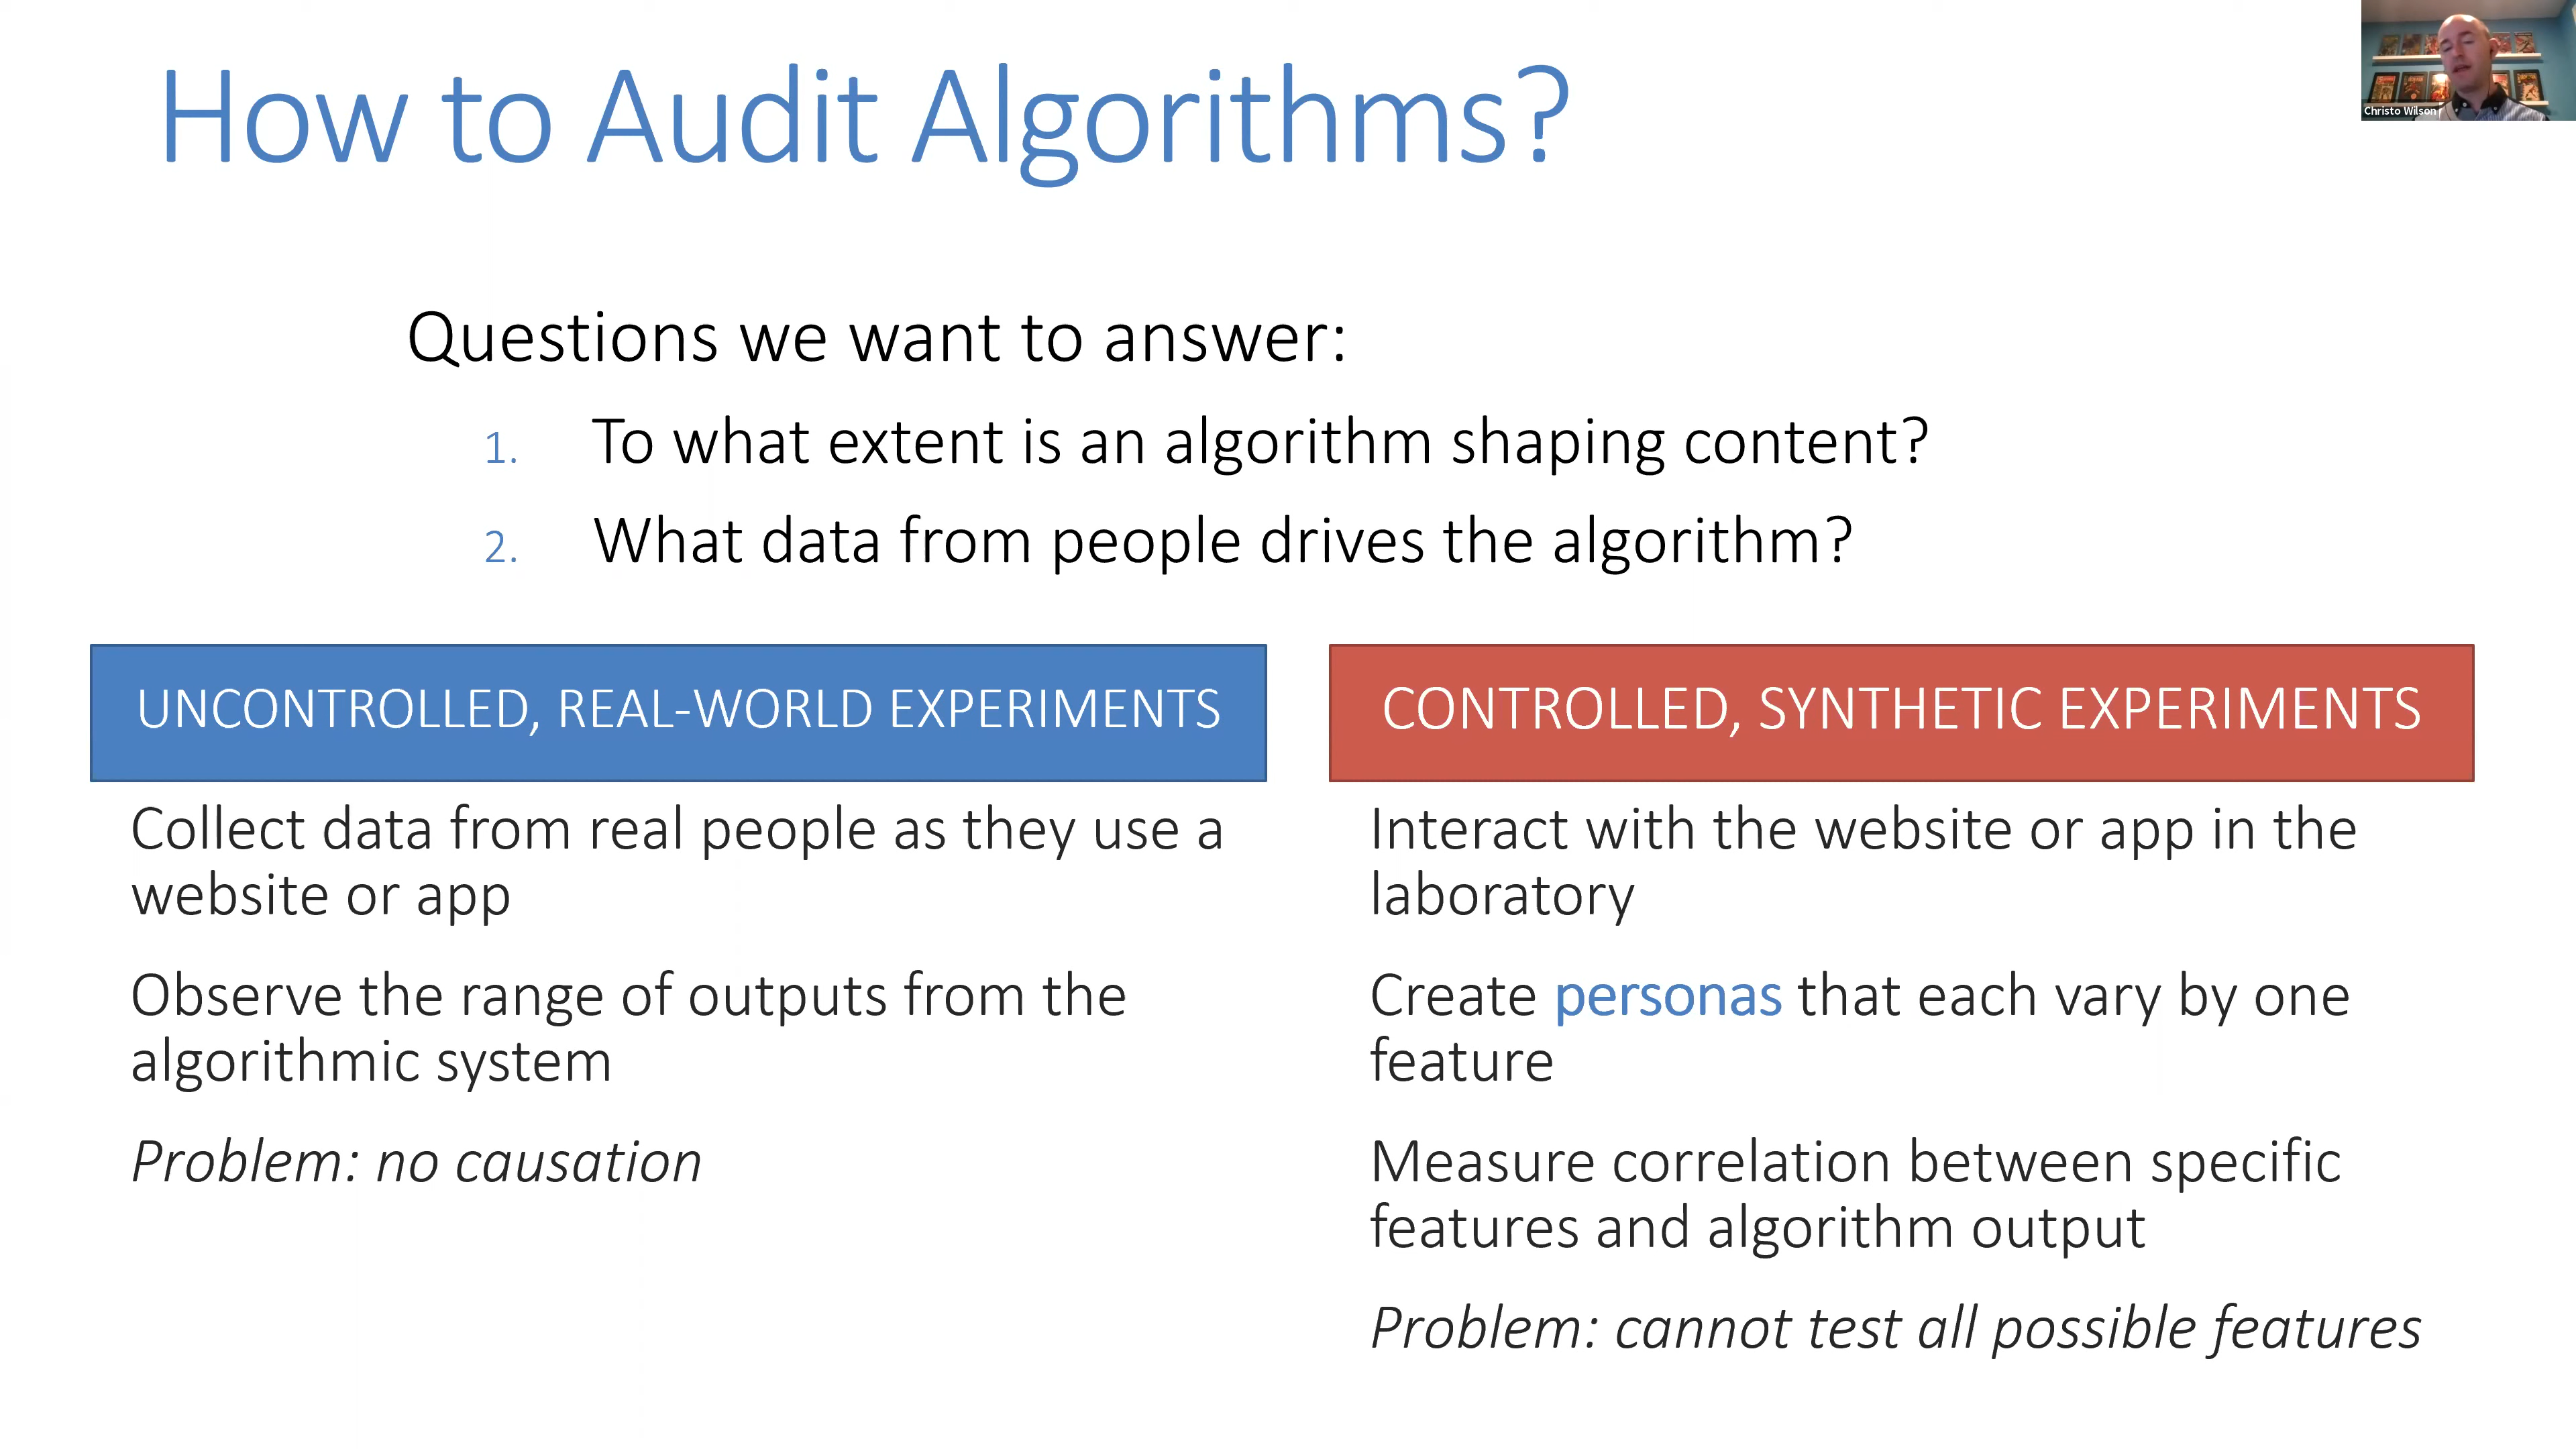 How to Audit Algorithms?
Christo Wilson
Questions we want to answer:
1. To what extent is an algorithm shaping content?
2. What data from people drives the algorithm?
UNCONTROLLED, REAL-WORLD EXPERIMENTS
Collect data from real people as they use a
website or app
Observe the range of outputs from the
algorithmic system
Problem: no causation
CONTROLLED, SYNTHETIC EXPERIMENTS
Interact with the website or app in the
laboratory
Create personas that each vary by one
feature
Measure correlation between specific
features and algorithm output
Problem: cannot test all possible features